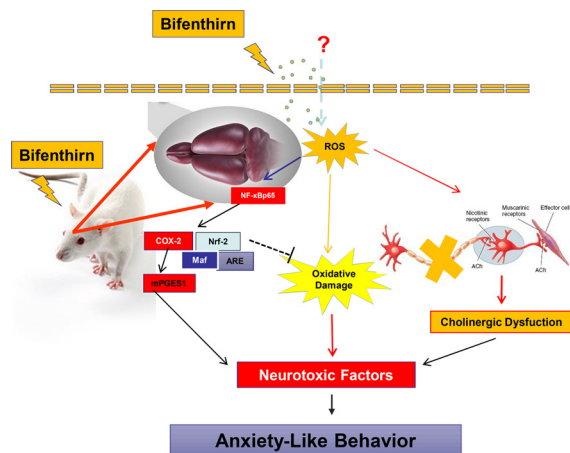 Bifenthirn
?
Bifenthirn
ROS
NF-κBp65
COX-2
Nrf-2
Maf
ARE
mPGES1
Oxidative
Damage
Nicotinic
receptors
Muscarinic
receptors
Effector cell
ACh
ACh
Cholinergic Dysfuction
Neurotoxic Factors
Anxiety-Like Behavior